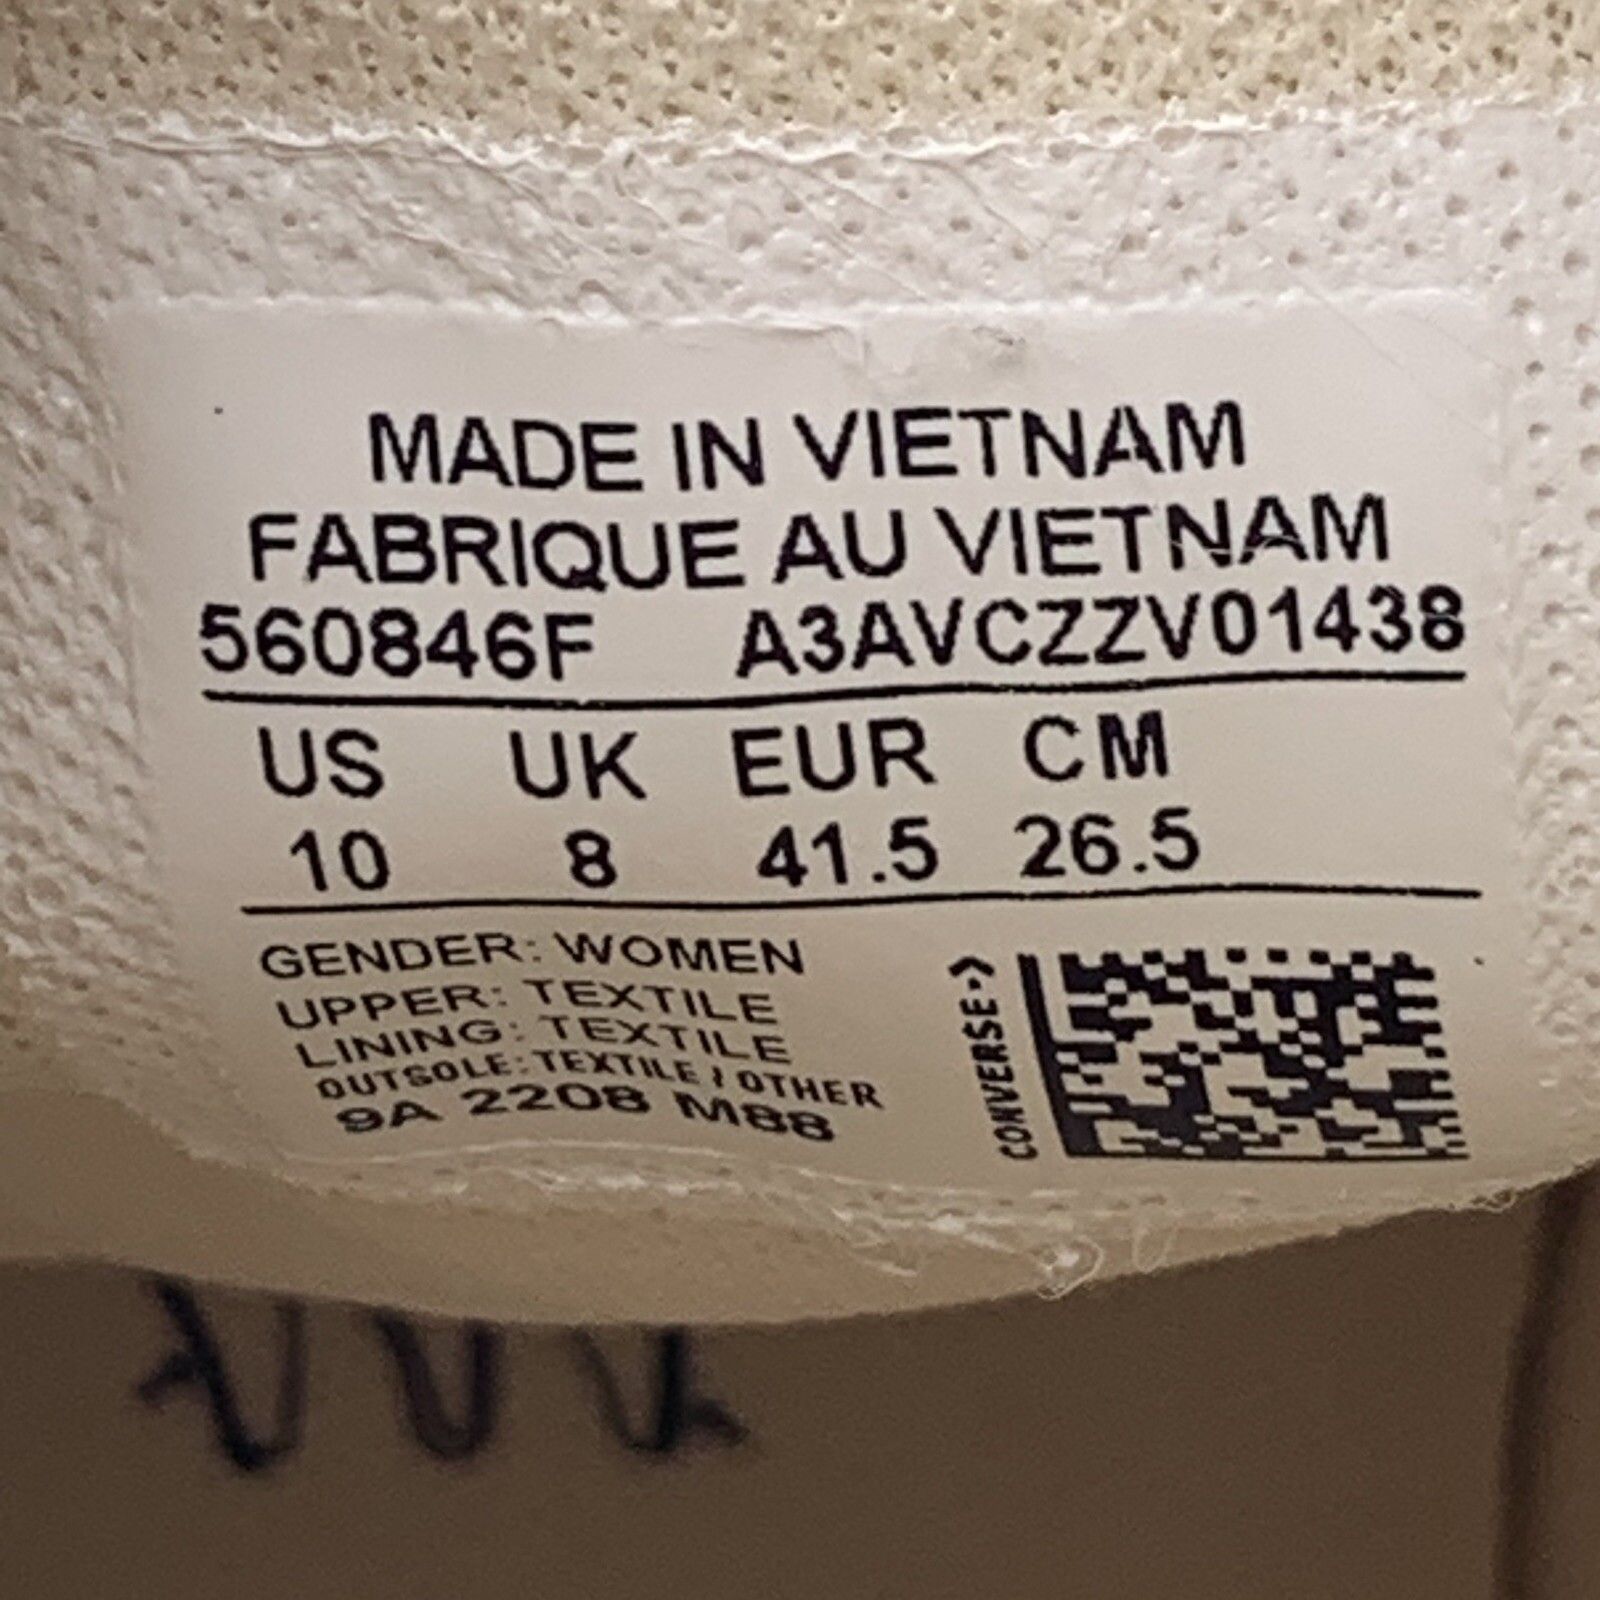 MADE IN VIETNAM
FABRIQUE AU VIETNAM
560846F A3AVCZZV01438
US UK EUR CM
10 8 41.5 26.5
GENDER: WOMEN
UPPER: TEXTILE
LINING: TEXTILE
OUTSOLE: TEXTILE / OTHER
9A 2208 M88
CONVERSE